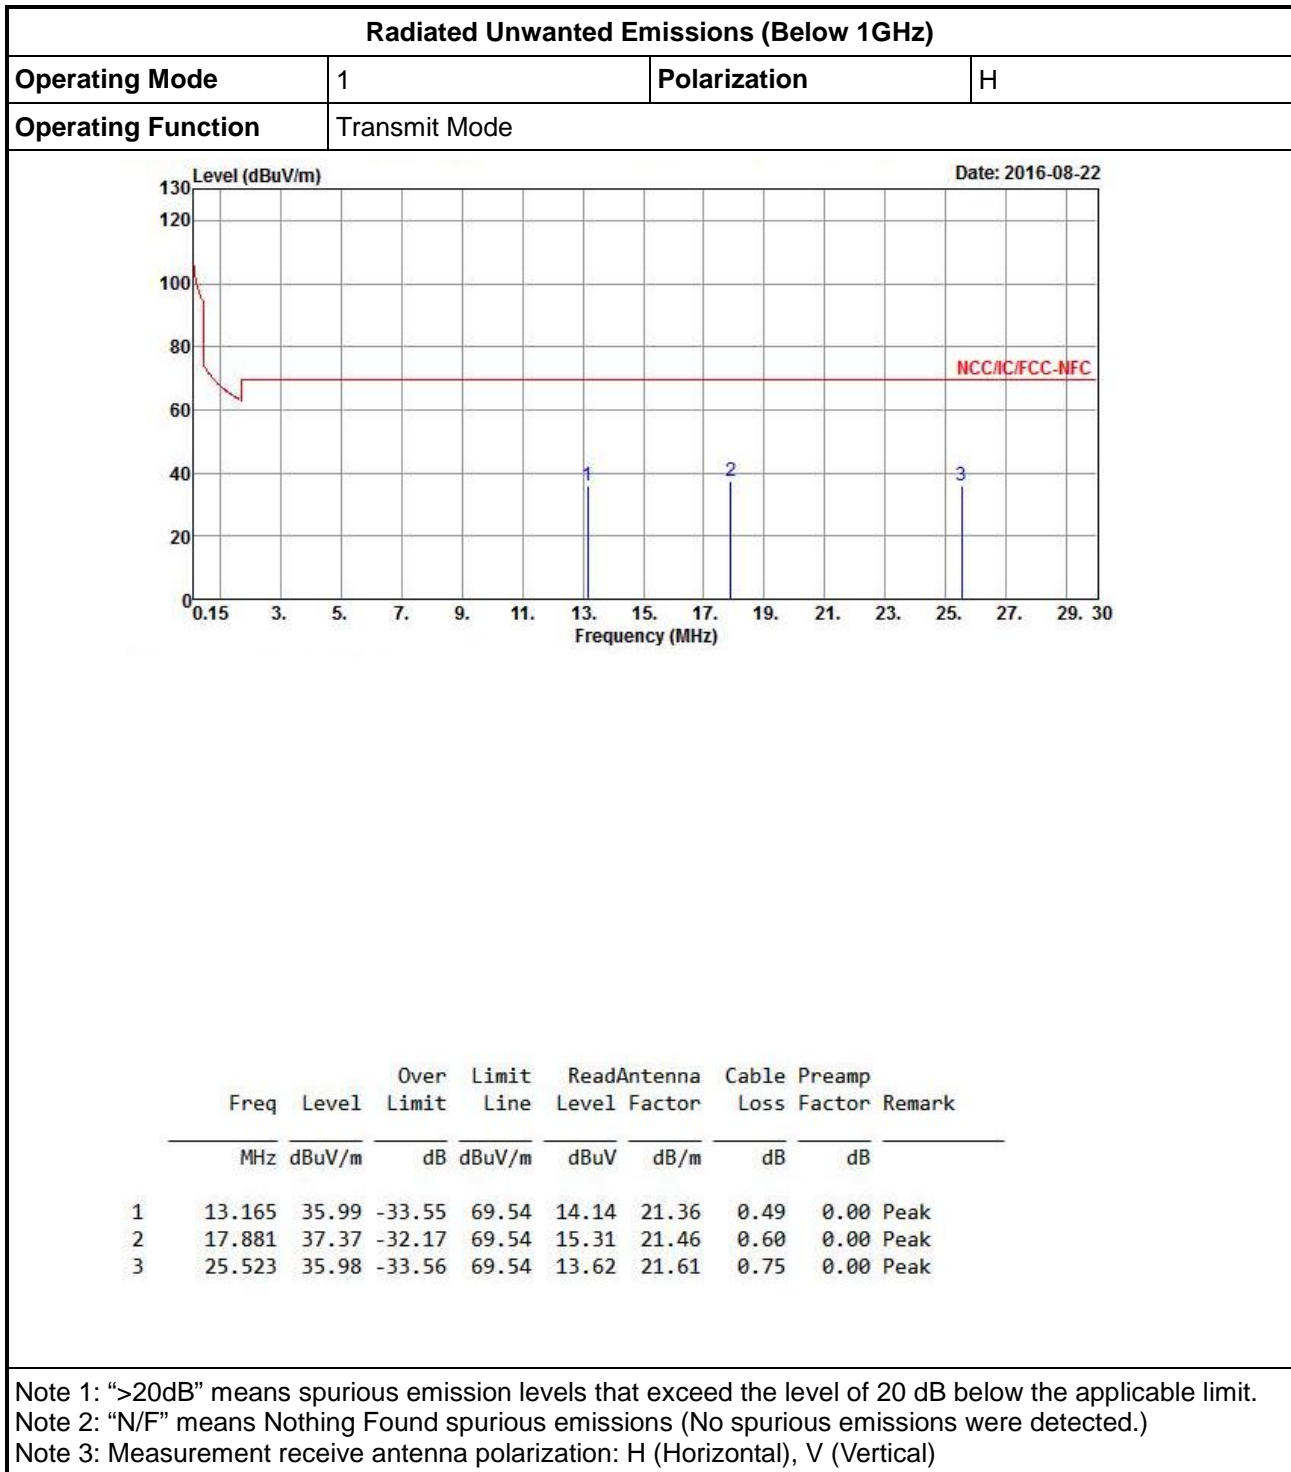 Radiated Unwanted Emissions (Below 1GHz)
Operating Mode 1 Polarization H
Operating Function Transmit Mode
Level (dBuV/m) Date: 2016-08-22
130
120
100
80
NCC/IC/FCC-NFC
60
40
1 2 3
20
0
0.15 3. 5. 7. 9. 11. 13. 15. 17. 19. 21. 23. 25. 27. 29. 30
Frequency (MHz)
Over Limit ReadAntenna Cable Preamp
Freq Level Limit Line Level Factor Loss Factor Remark
MHz dBuV/m dB dBuV/m dBuV dB/m dB dB
1 13.165 35.99 -33.55 69.54 14.14 21.36 0.49 0.00 Peak
2 17.881 37.37 -32.17 69.54 15.31 21.46 0.60 0.00 Peak
3 25.523 35.98 -33.56 69.54 13.62 21.61 0.75 0.00 Peak
Note 1: “>20dB” means spurious emission levels that exceed the level of 20 dB below the applicable limit.
Note 2: “N/F” means Nothing Found spurious emissions (No spurious emissions were detected.)
Note 3: Measurement receive antenna polarization: H (Horizontal), V (Vertical)